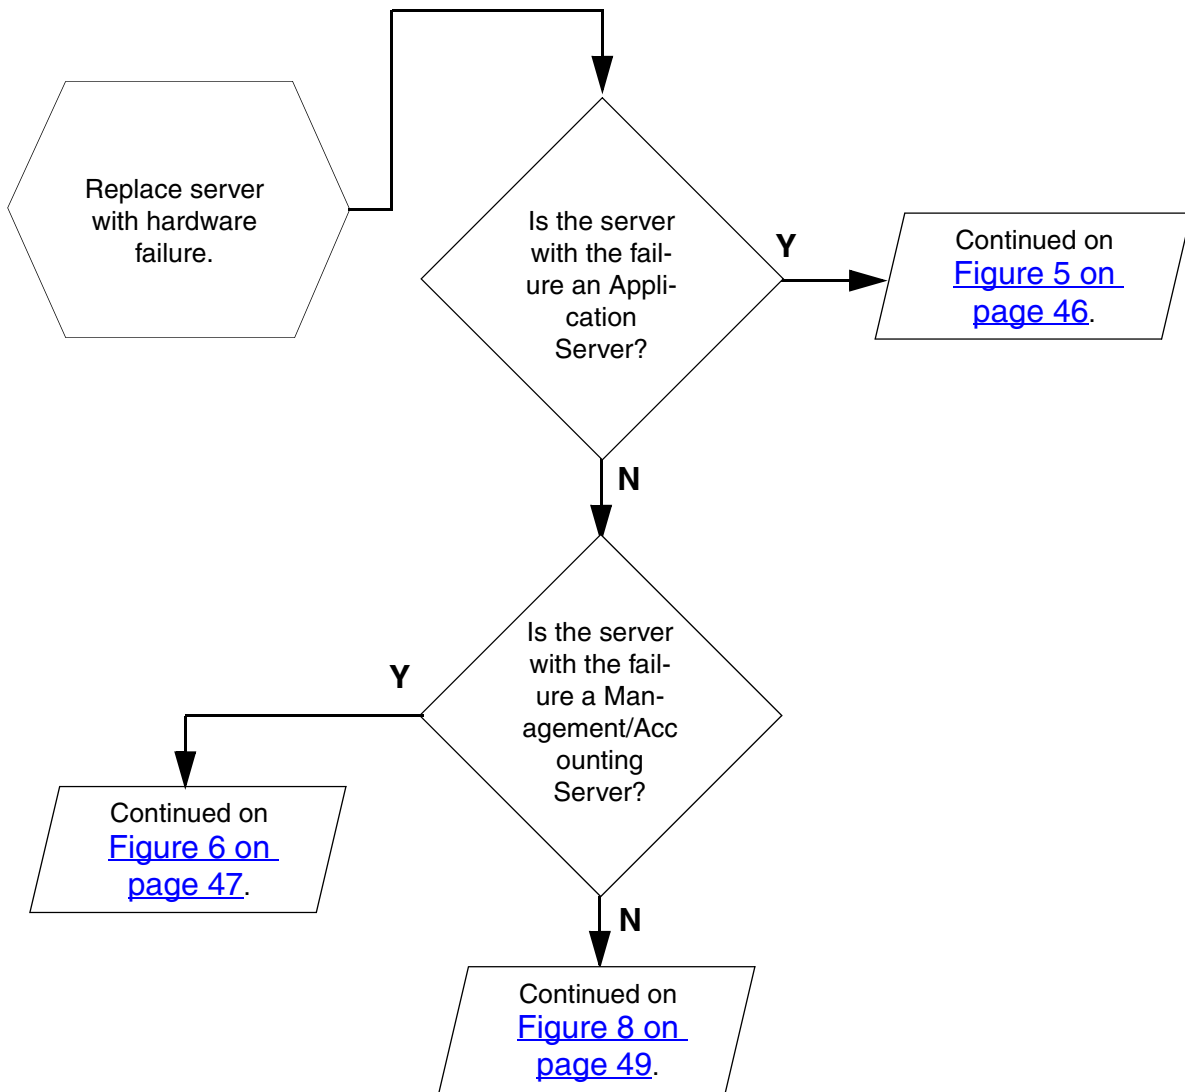 Replace server
with hardware
failure.
Is the server
with the fail-
ure an Appli-
cation
Server?
Y
Continued on
Figure 5 on
page 46.
N
Is the server
with the fail-
ure a Man-
agement/Acc
ounting
Server?
Y
Continued on
Figure 6 on
page 47.
N
Continued on
Figure 8 on
page 49.